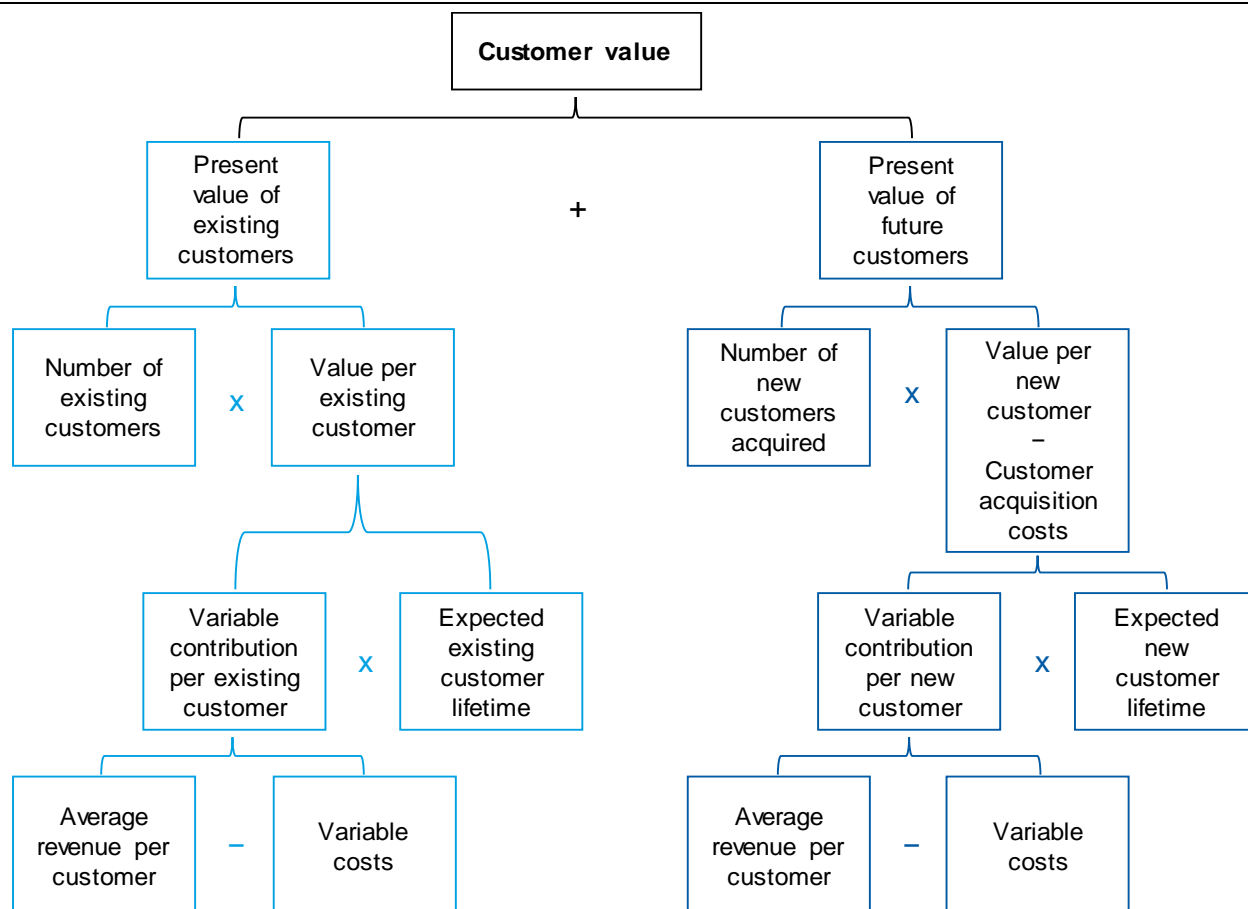 Customer value
Present
value of
existing
customers
+
Present
value of
future
customers
Number of
existing
customers
x
Value per
existing
customer
Number of
new
customers
acquired
x
Value per
new
customer
–
Customer
acquisition
costs
Variable
contribution
per existing
customer
x
Expected
existing
customer
lifetime
Variable
contribution
per new
customer
x
Expected
new
customer
lifetime
Average
revenue per
customer
–
Variable
costs
Average
revenue per
customer
–
Variable
costs